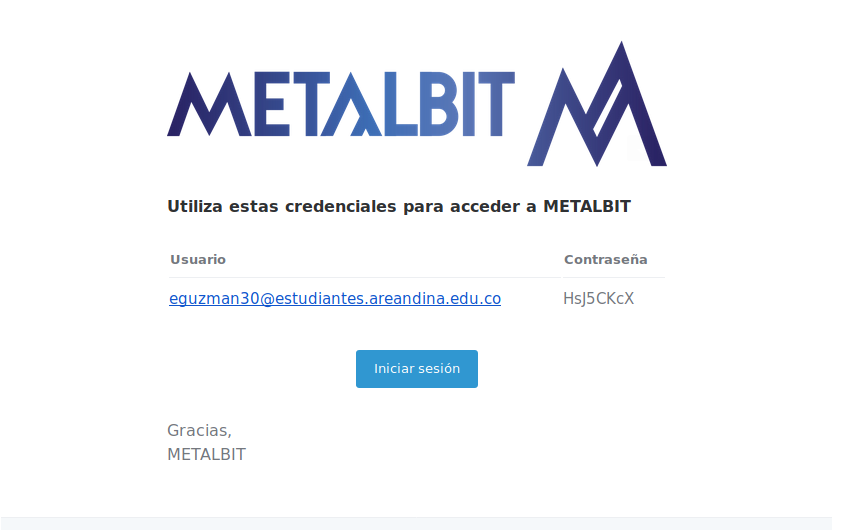 METALBIT
Utiliza estas credenciales para acceder a METALBIT
Usuario Contraseña
eguzman30@estudiantes.areandina.edu.co HsJ5CKcX
Iniciar sesión
Gracias,
METALBIT